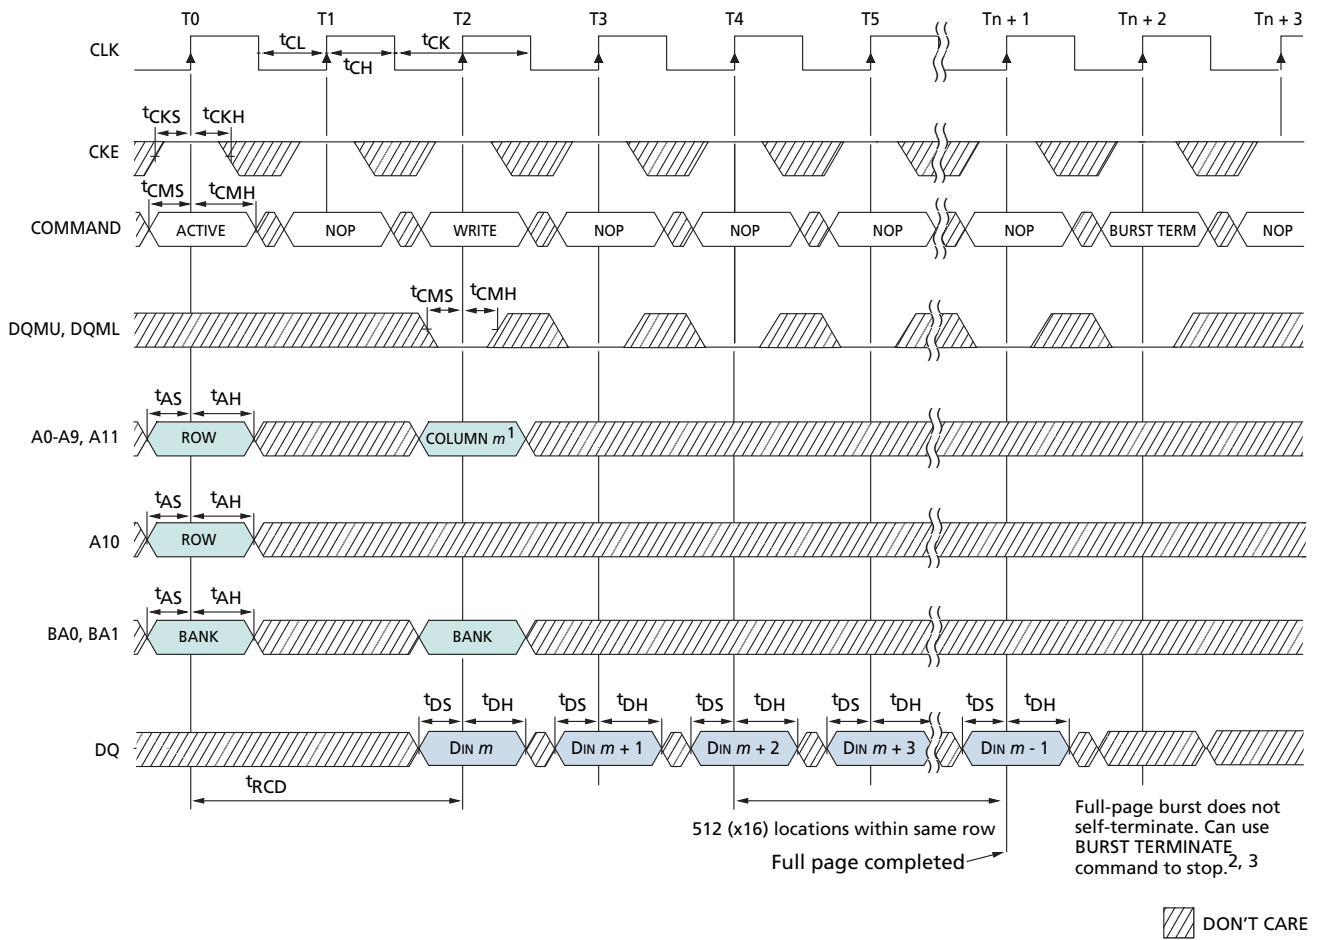 T0 T1 T2 T3 T4 T5 Tn + 1 Tn + 2 Tn + 3
CLK
tCL tCH tCK
tCKS tCKH
CKE
tCMS tCMH
COMMAND ACTIVE NOP WRITE NOP NOP NOP NOP BURST TERM NOP
tCMS tCMH
DQMU, DQML
tAS tAH
A0-A9, A11 ROW COLUMN m1
tAS tAH
A10 ROW
tAS tAH
BA0, BA1 BANK BANK
tDS tDH tDS tDH tDS tDH tDS tDH tDS tDH
DQ DIN m DIN m + 1 DIN m + 2 DIN m + 3 DIN m - 1
tRCD
512 (x16) locations within same row
Full page completed
Full-page burst does not
self-terminate. Can use
BURST TERMINATE
command to stop.2, 3
DON'T CARE